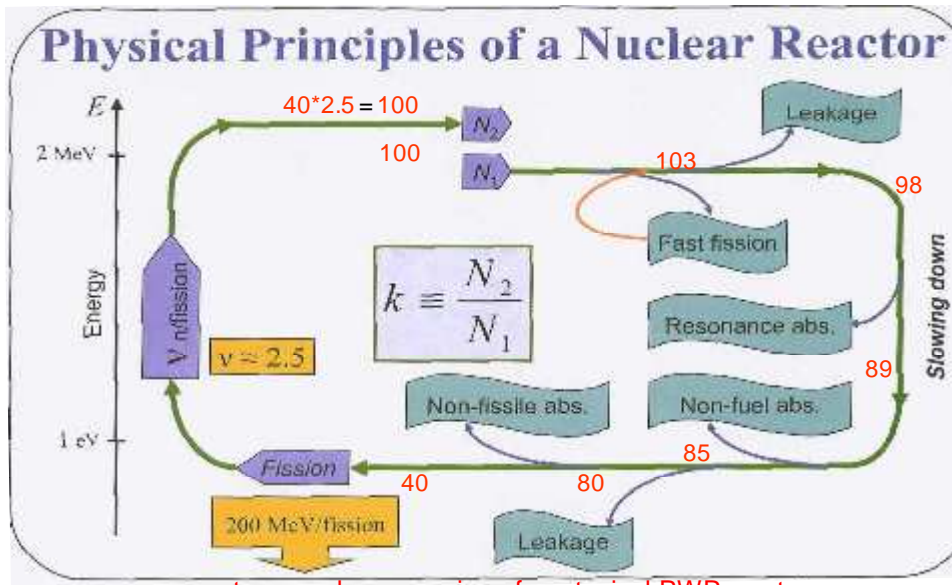 Physical Principles of a Nuclear Reactor
E
40*2.5 = 100
N2
Leakage
2 MeV
100
N1
103
98
Fast fission
Energy
ν n/fission
k ≡ N2 / N1
Resonance abs.
Slowing down
ν ≈ 2.5
89
Non-fissile abs.
Non-fuel abs.
1 eV
85
Fission
40
80
200 MeV/fission
Leakage
typical PWR